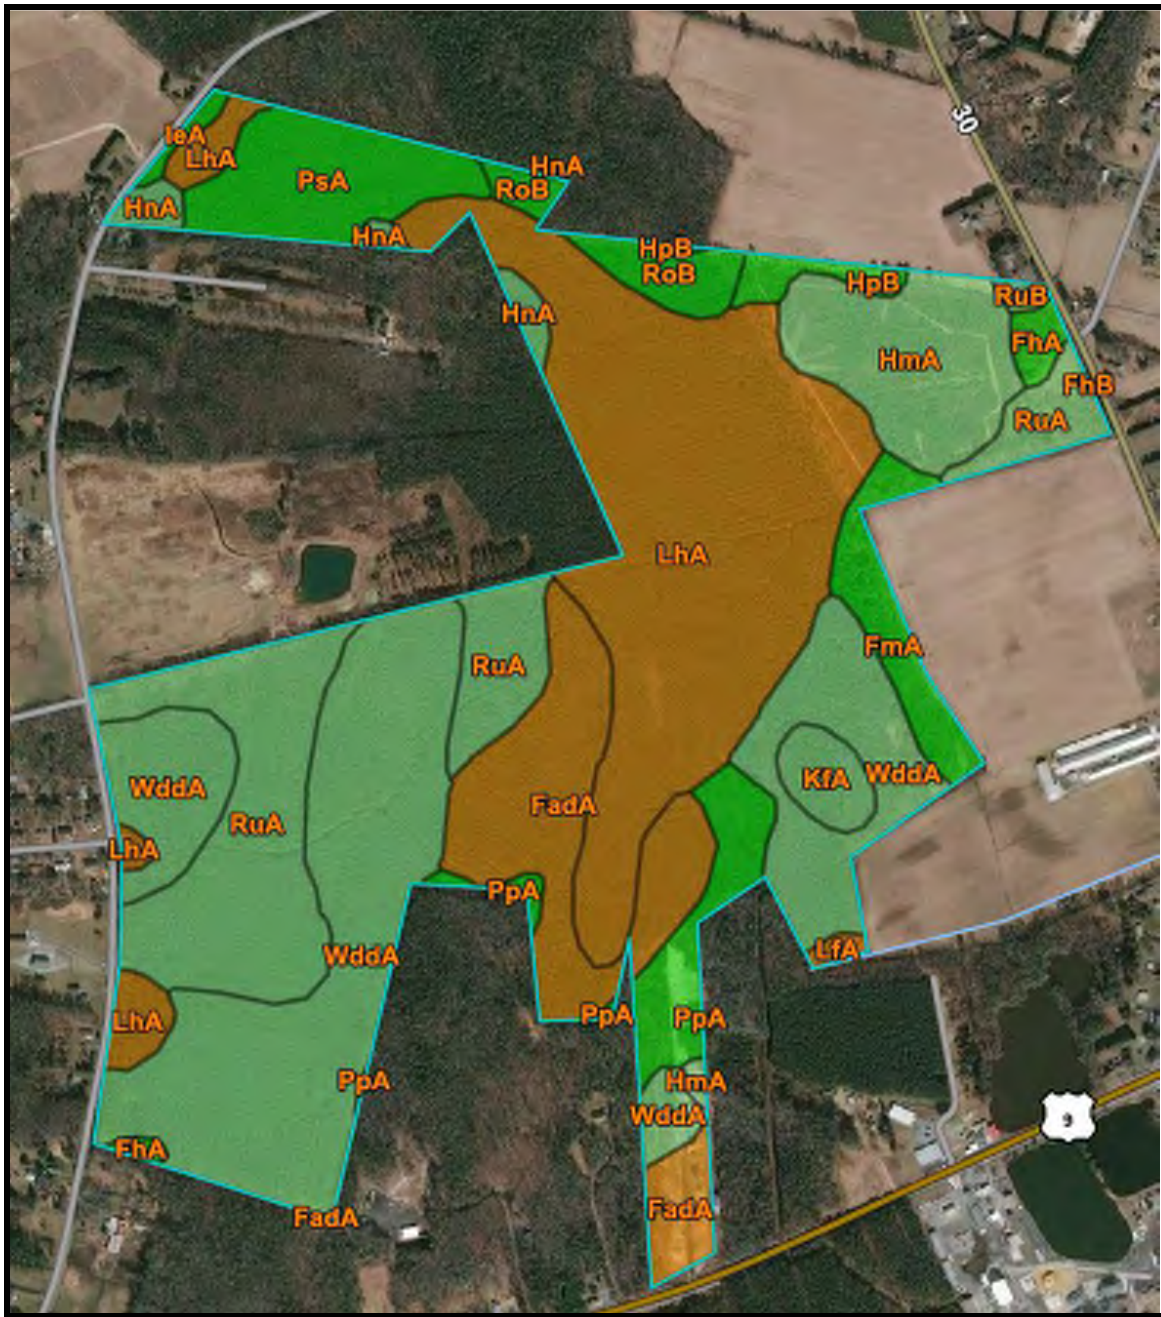 30
IeA
LhA
HnA
PsA
HnA
RoB
HnA
HpB
RoB
HpB
RuB
HnA
FhA
HmA
FhB
RuA
LhA
FmA
RuA
KfA
WddA
WddA
FadA
RuA
LhA
PpA
LfA
WddA
PpA
PpA
LhA
PpA
HmA
WddA
9
FhA
FadA
FadA